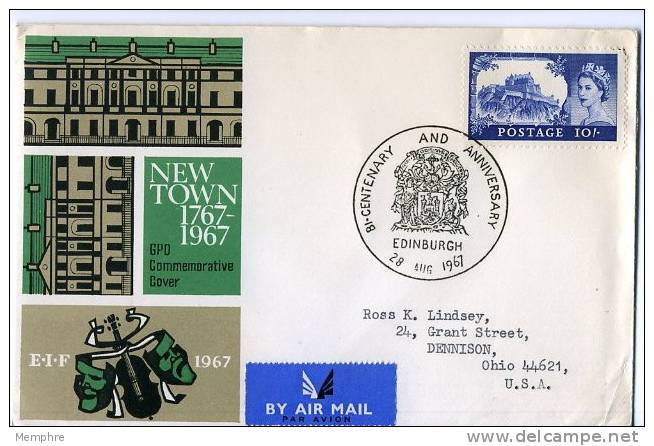 NEW
TOWN
1767-
1967
GPO
Commemorative
Cover
E·I·F 1967
POSTAGE 10/-
BI-CENTENARY AND ANNIVERSARY
EDINBURGH
28 AUG 1967
Ross K. Lindsey,
24, Grant Street,
DENNISON,
Ohio 44621,
U.S.A.
BY AIR MAIL
PAR AVION
Memphre
www.delcampe.net